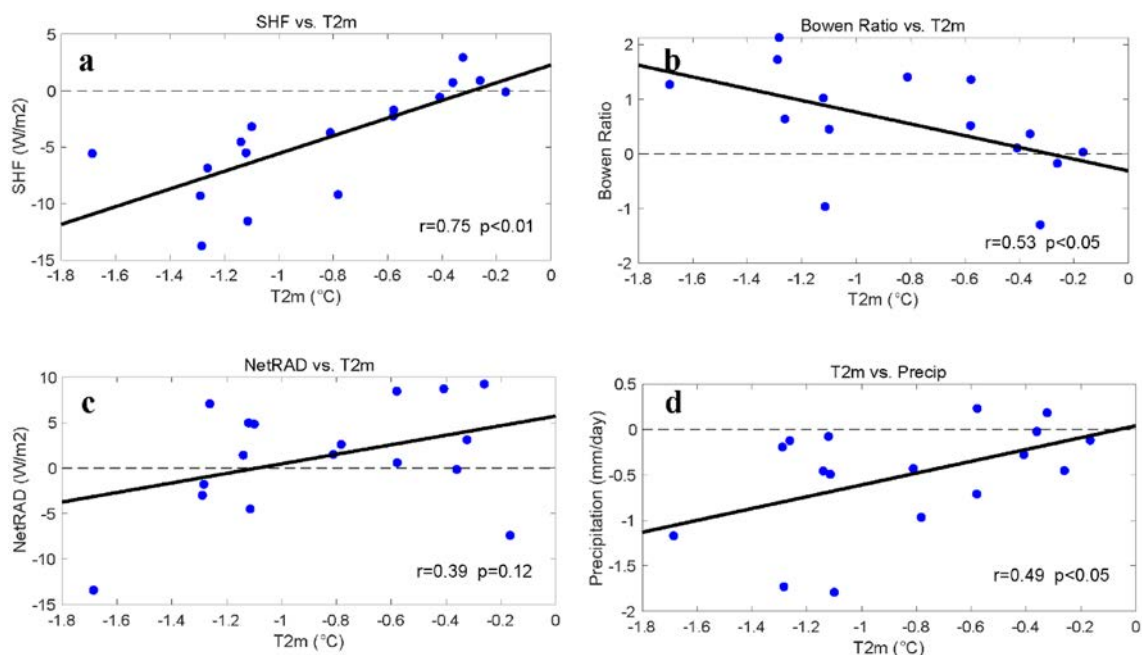 SHF vs. T2m
a
5
0
-5
-10
-15
SHF (W/m2)
r=0.75 p<0.01
-1.8 -1.6 -1.4 -1.2 -1 -0.8 -0.6 -0.4 -0.2 0
T2m (°C)
Bowen Ratio vs. T2m
b
2
1
0
-1
-2
Bowen Ratio
r=0.53 p<0.05
-1.8 -1.6 -1.4 -1.2 -1 -0.8 -0.6 -0.4 -0.2 0
T2m (°C)
NetRAD vs. T2m
c
10
5
0
-5
-10
-15
NetRAD (W/m2)
r=0.39 p=0.12
-1.8 -1.6 -1.4 -1.2 -1 -0.8 -0.6 -0.4 -0.2 0
T2m (°C)
T2m vs. Precip
d
0.5
0
-0.5
-1
-1.5
-2
Precipitation (mm/day)
r=0.49 p<0.05
-1.8 -1.6 -1.4 -1.2 -1 -0.8 -0.6 -0.4 -0.2 0
T2m (°C)